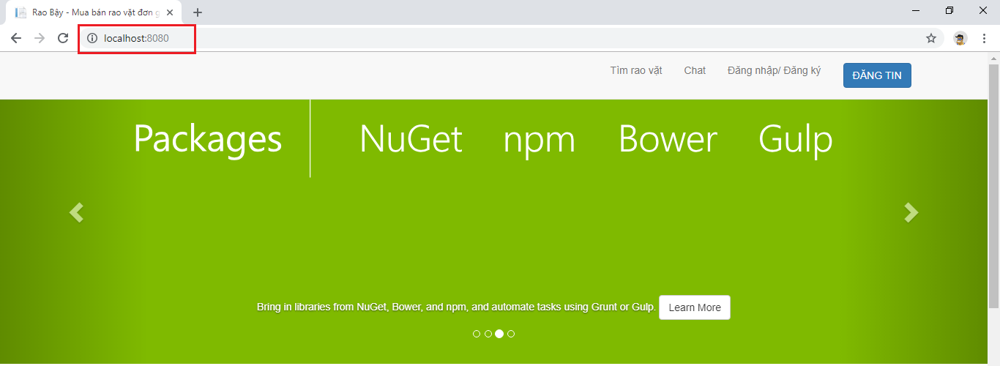 Rao Bậy - Mua bán rao vặt đơn g
localhost:8080
Tìm rao vặt Chat Đăng nhập/ Đăng ký ĐĂNG TIN
Packages NuGet npm Bower Gulp
Bring in libraries from NuGet, Bower, and npm, and automate tasks using Grunt or Gulp. Learn More